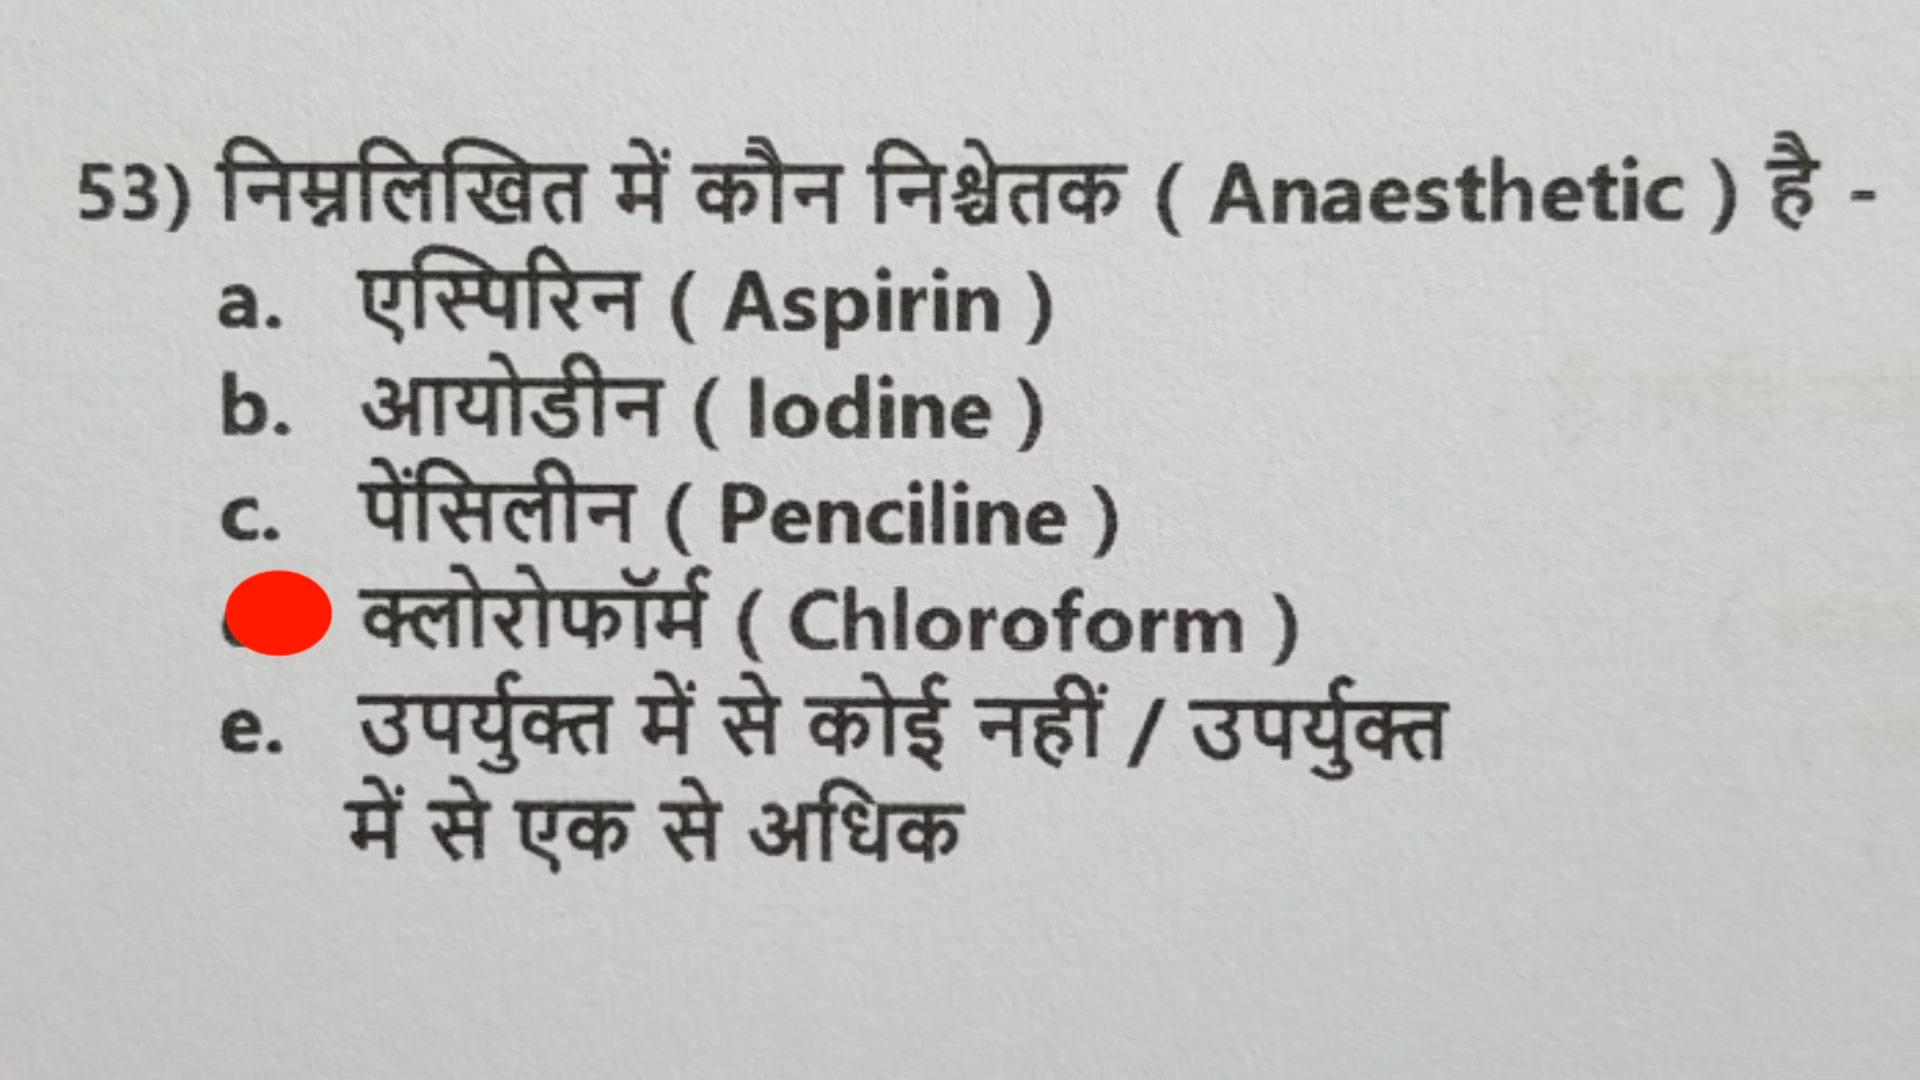 53) निम्नलिखित में कौन निश्चेतक ( Anaesthetic ) है -
a. एस्पिरिन ( Aspirin )
b. आयोडीन ( Iodine )
c. पेंसिलीन ( Penciline )
क्लोरोफॉर्म ( Chloroform )
e. उपर्युक्त में से कोई नहीं / उपर्युक्त
में से एक से अधिक